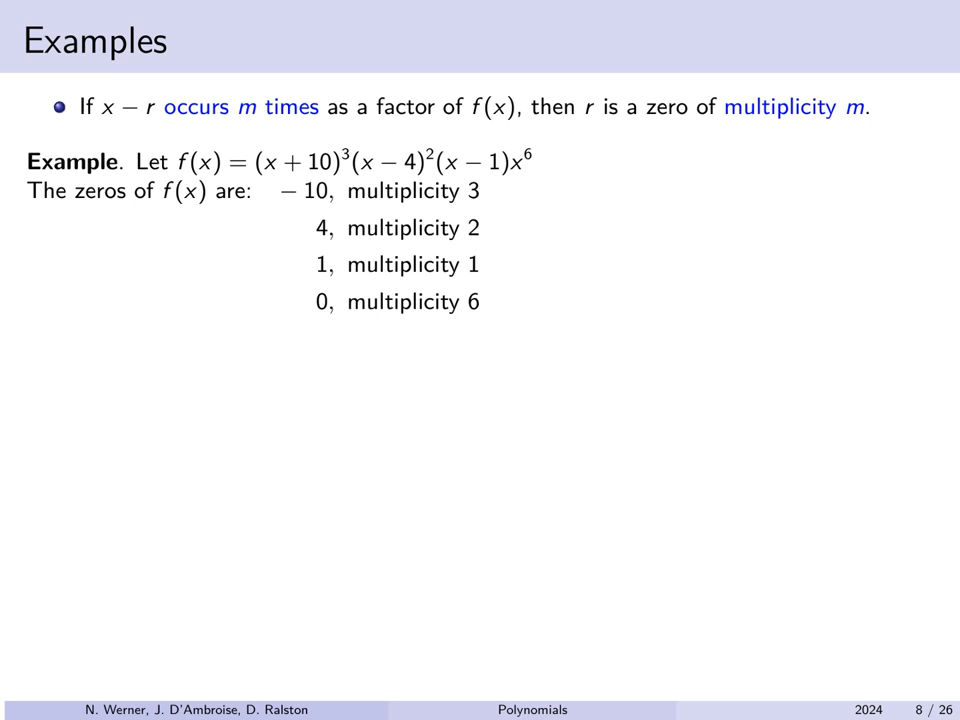 Examples
If x − r occurs m times as a factor of f(x), then r is a zero of multiplicity m.
Example. Let f(x) = (x + 10)³(x − 4)²(x − 1)x⁶
The zeros of f(x) are: − 10, multiplicity 3
4, multiplicity 2
1, multiplicity 1
0, multiplicity 6
N. Werner, J. D'Ambroise, D. Ralston Polynomials 2024 8 / 26